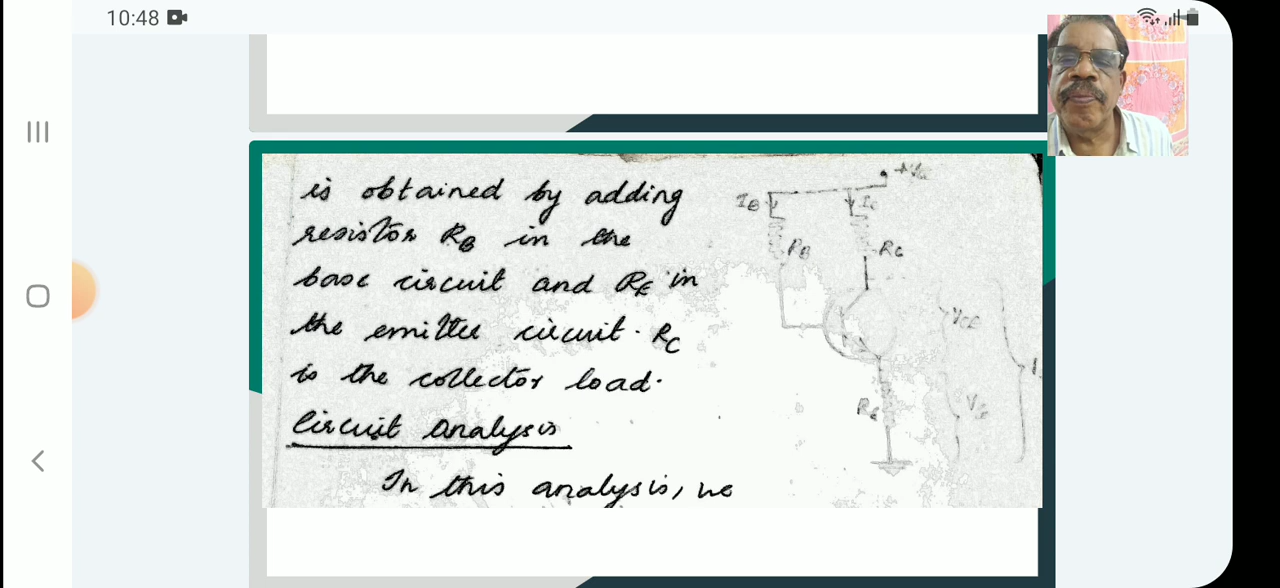 10:48
is obtained by adding
resistor RB in the
base circuit and RE in
the emitter circuit. RC
is the collector load.
Circuit Analysis
In this analysis, we
IB
IC
RB
RC
VCE
RE
VE